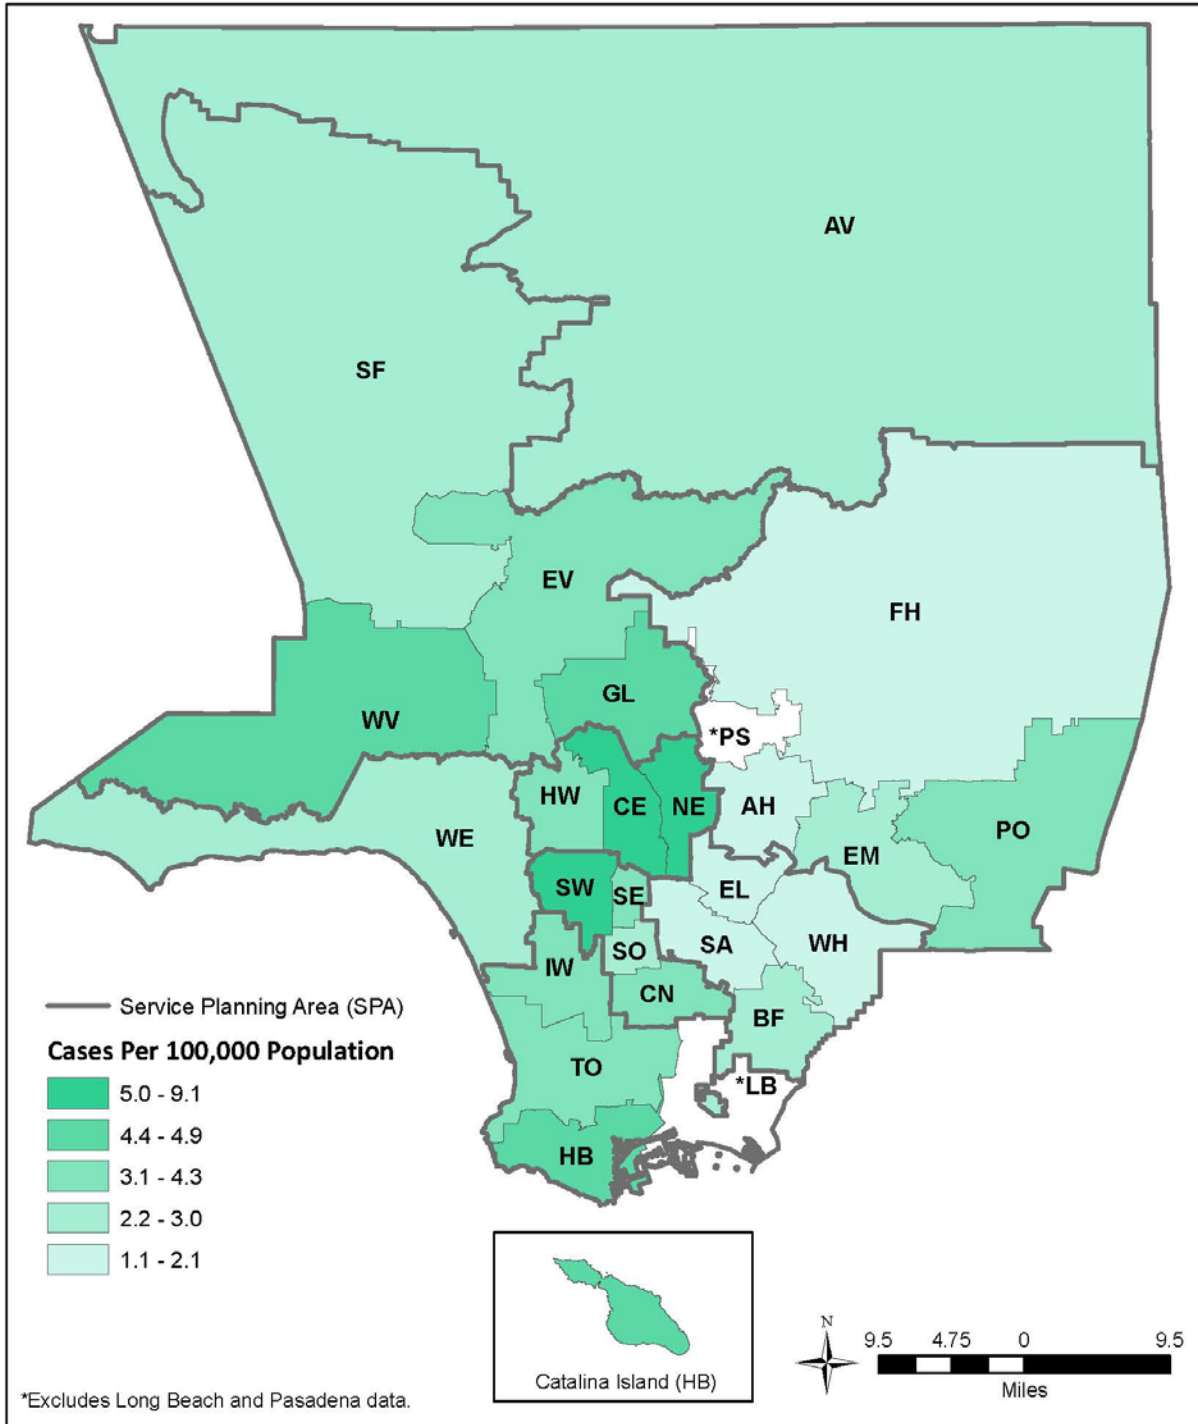 AV
SF
EV
FH
GL
WV
*PS
HW
CE
NE
AH
PO
WE
EM
SW
SE
EL
SO
SA
WH
IW
CN
BF
TO
*LB
HB
Service Planning Area (SPA)
Cases Per 100,000 Population
5.0 - 9.1
4.4 - 4.9
3.1 - 4.3
2.2 - 3.0
1.1 - 2.1
Catalina Island (HB)
N
9.5 4.75 0 9.5
Miles
*Excludes Long Beach and Pasadena data.